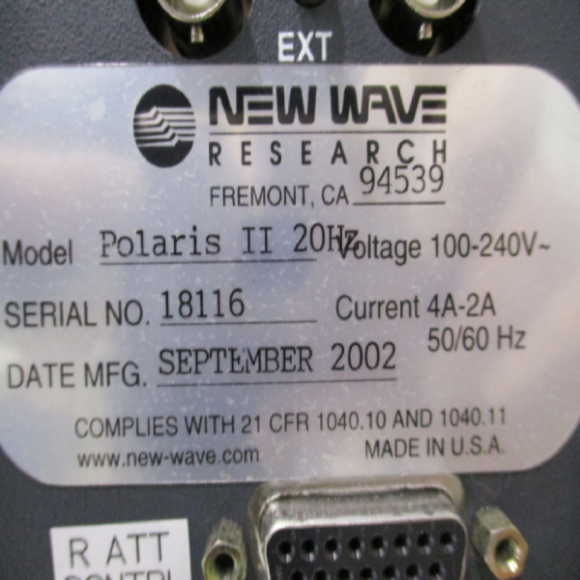 EXT
NEW WAVE
RESEARCH
FREMONT, CA 94539
Model Polaris II 20Hz Voltage 100-240V~
SERIAL NO. 18116 Current 4A-2A
50/60 Hz
DATE MFG. SEPTEMBER 2002
COMPLIES WITH 21 CFR 1040.10 AND 1040.11
www.new-wave.com MADE IN U.S.A.
R ATT